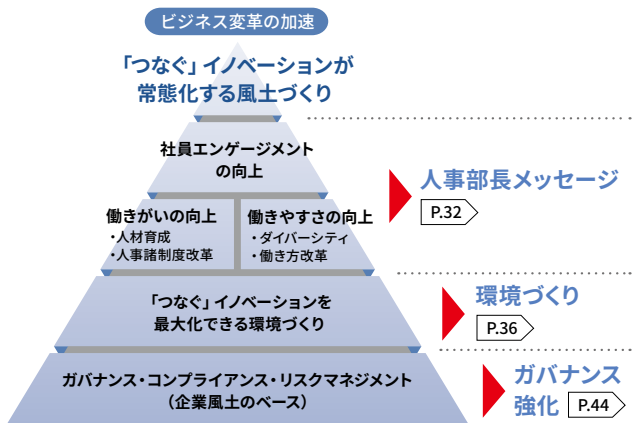 ビジネス変革の加速
「つなぐ」イノベーションが
常態化する風土づくり
社員エンゲージメント
の向上
働きがいの向上
・人材育成
・人事諸制度改革
働きやすさの向上
・ダイバーシティ
・働き方改革
人事部長メッセージ
P.32
「つなぐ」イノベーションを
最大化できる環境づくり
環境づくり
P.36
ガバナンス・コンプライアンス・リスクマネジメント
（企業風土のベース）
ガバナンス
強化 P.44